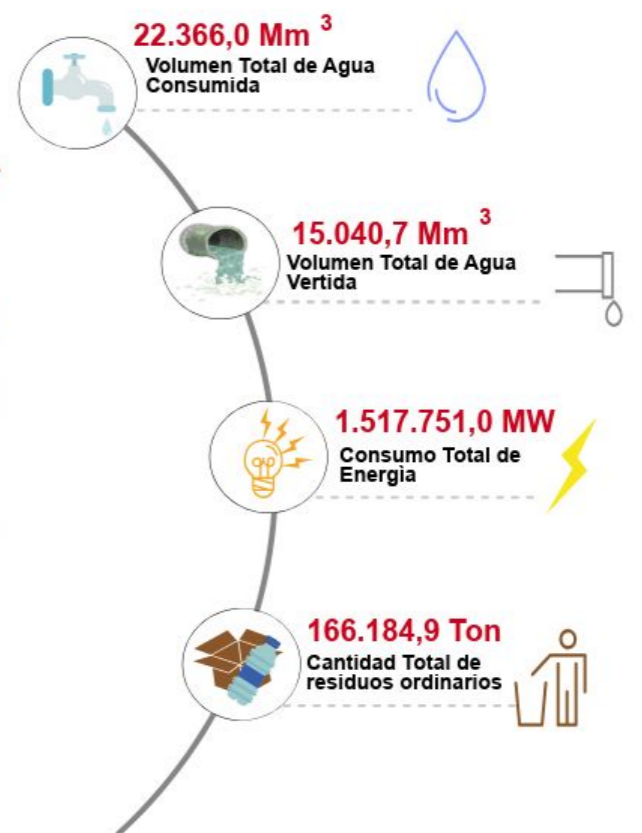 22.366,0 Mm 3
Volumen Total de Agua
Consumida
15.040,7 Mm 3
Volumen Total de Agua
Vertida
1.517.751,0 MW
Consumo Total de
Energìa
166.184,9 Ton
Cantidad Total de
residuos ordinarios